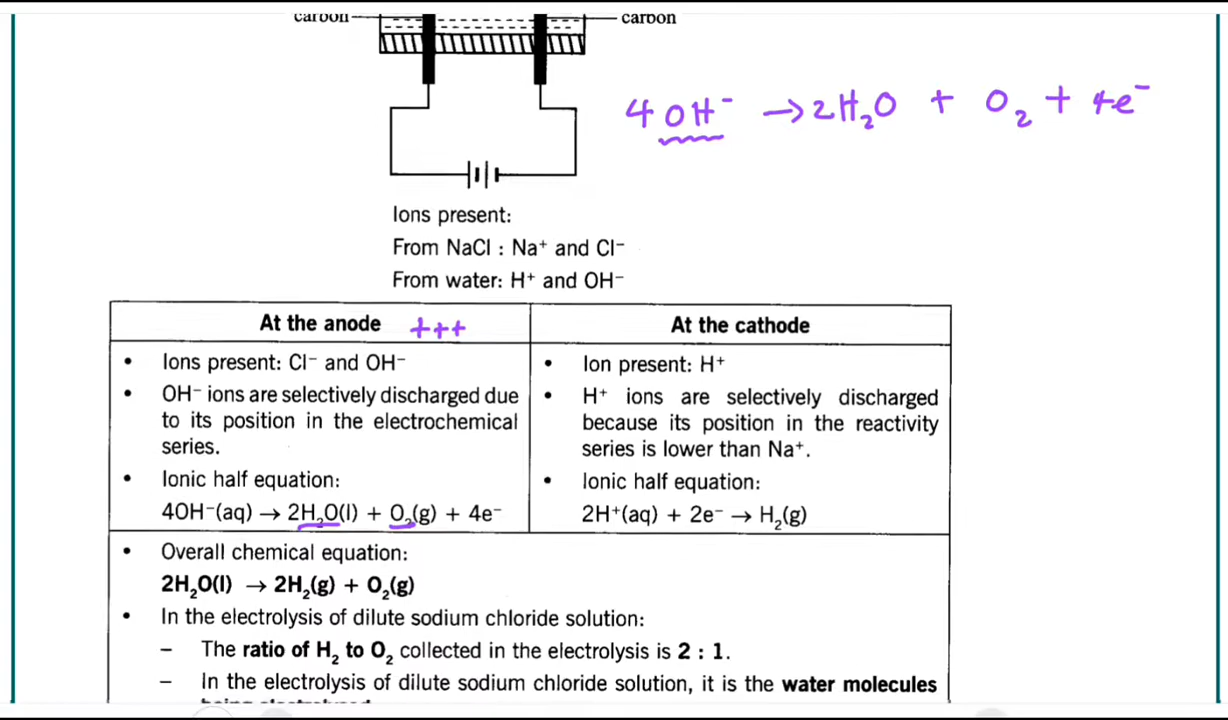 carbon
carbon
4OH⁻ → 2H₂O + O₂ + 4e⁻
Ions present:
From NaCl : Na⁺ and Cl⁻
From water: H⁺ and OH⁻
At the anode +++
At the cathode
• Ions present: Cl⁻ and OH⁻
• OH⁻ ions are selectively discharged due
to its position in the electrochemical
series.
• Ionic half equation:
4OH⁻(aq) → 2H₂O(l) + O₂(g) + 4e⁻
• Ion present: H⁺
• H⁺ ions are selectively discharged
because its position in the reactivity
series is lower than Na⁺.
• Ionic half equation:
2H⁺(aq) + 2e⁻ → H₂(g)
• Overall chemical equation:
2H₂O(l) → 2H₂(g) + O₂(g)
• In the electrolysis of dilute sodium chloride solution:
– The ratio of H₂ to O₂ collected in the electrolysis is 2 : 1.
– In the electrolysis of dilute sodium chloride solution, it is the water molecules